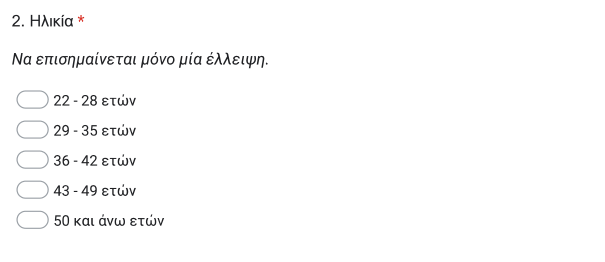 2. Ηλικία *
Να επισημαίνεται μόνο μία έλλειψη.
22 - 28 ετών
29 - 35 ετών
36 - 42 ετών
43 - 49 ετών
50 και άνω ετών